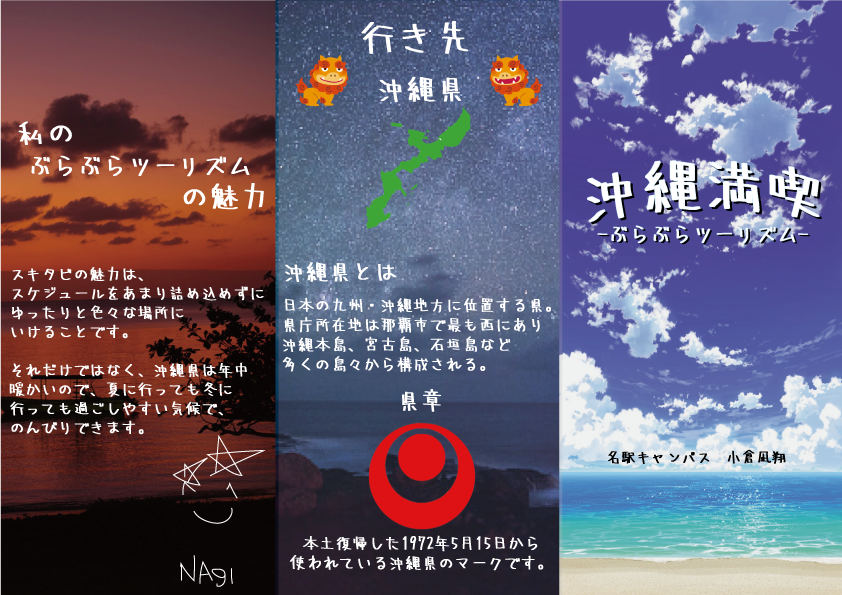 私の
ぶらぶらツーリズム
の魅力
スキタビの魅力は、
スケジュールをあまり詰め込めずに
ゆったりと色々な場所に
いけることです。
それだけではなく、沖縄県は年中
暖かいので、夏に行っても冬に
行っても過ごしやすい気候で、
のんびりできます。
NAgi
行き先
沖縄県
沖縄県とは
日本の九州・沖縄地方に位置する県。
県庁所在地は那覇市で最も西にあり
沖縄本島、宮古島、石垣島など
多くの島々から構成される。
県章
本土復帰した1972年5月15日から
使われている沖縄県のマークです。
沖縄満喫
-ぶらぶらツーリズム-
名駅キャンパス　小倉凪翔